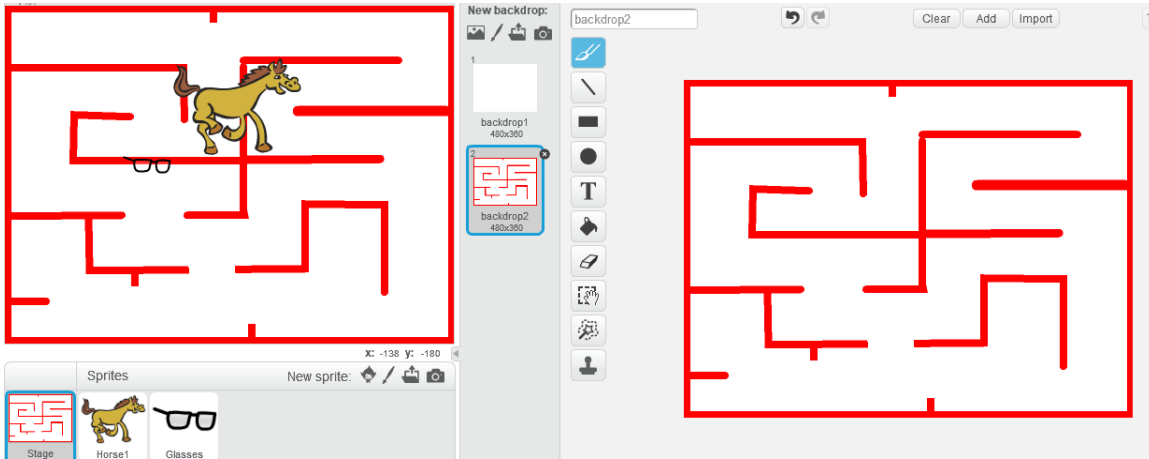 New backdrop:
1
backdrop1
480x360
2
backdrop2
480x360
backdrop2
Clear
Add
Import
T
x: -138 y: -180
Sprites
New sprite:
Stage
Horse1
Glasses